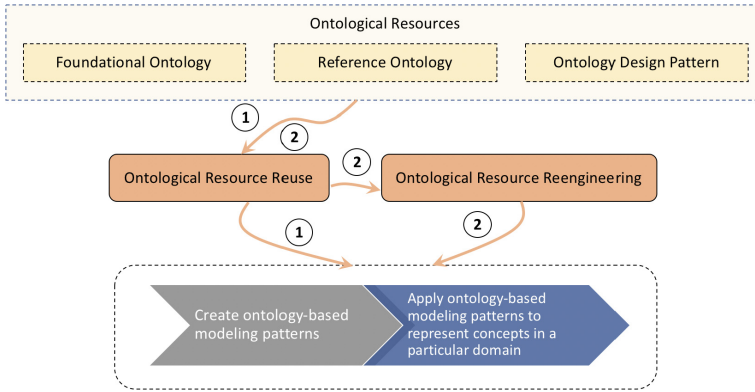 Ontological Resources
Foundational Ontology
Reference Ontology
Ontology Design Pattern
1
2
Ontological Resource Reuse
2
Ontological Resource Reengineering
1
2
Create ontology-based
modeling patterns
Apply ontology-based
modeling patterns to
represent concepts in a
particular domain